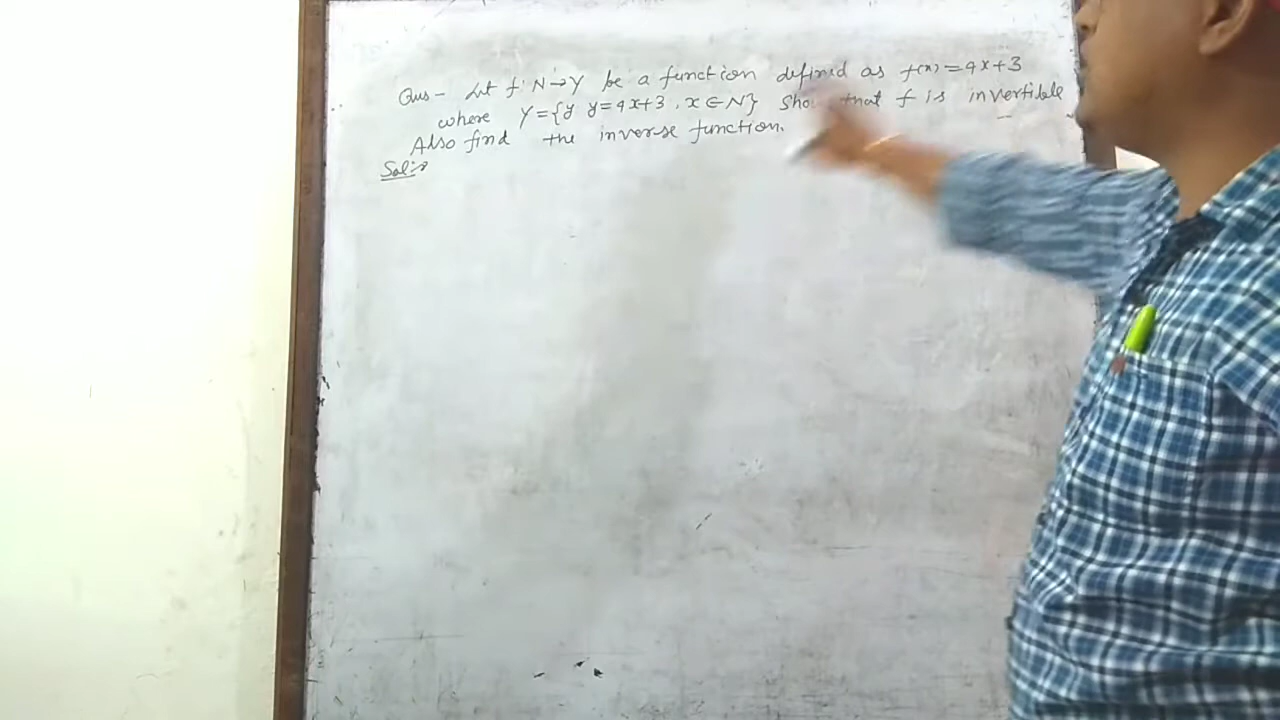 Ques - Let f: N→Y be a function defined as f(x) = 4x+3
where Y = {y y = 4x+3, x ∈ N} Show that f is invertible
Also find the inverse function.
Sol:-